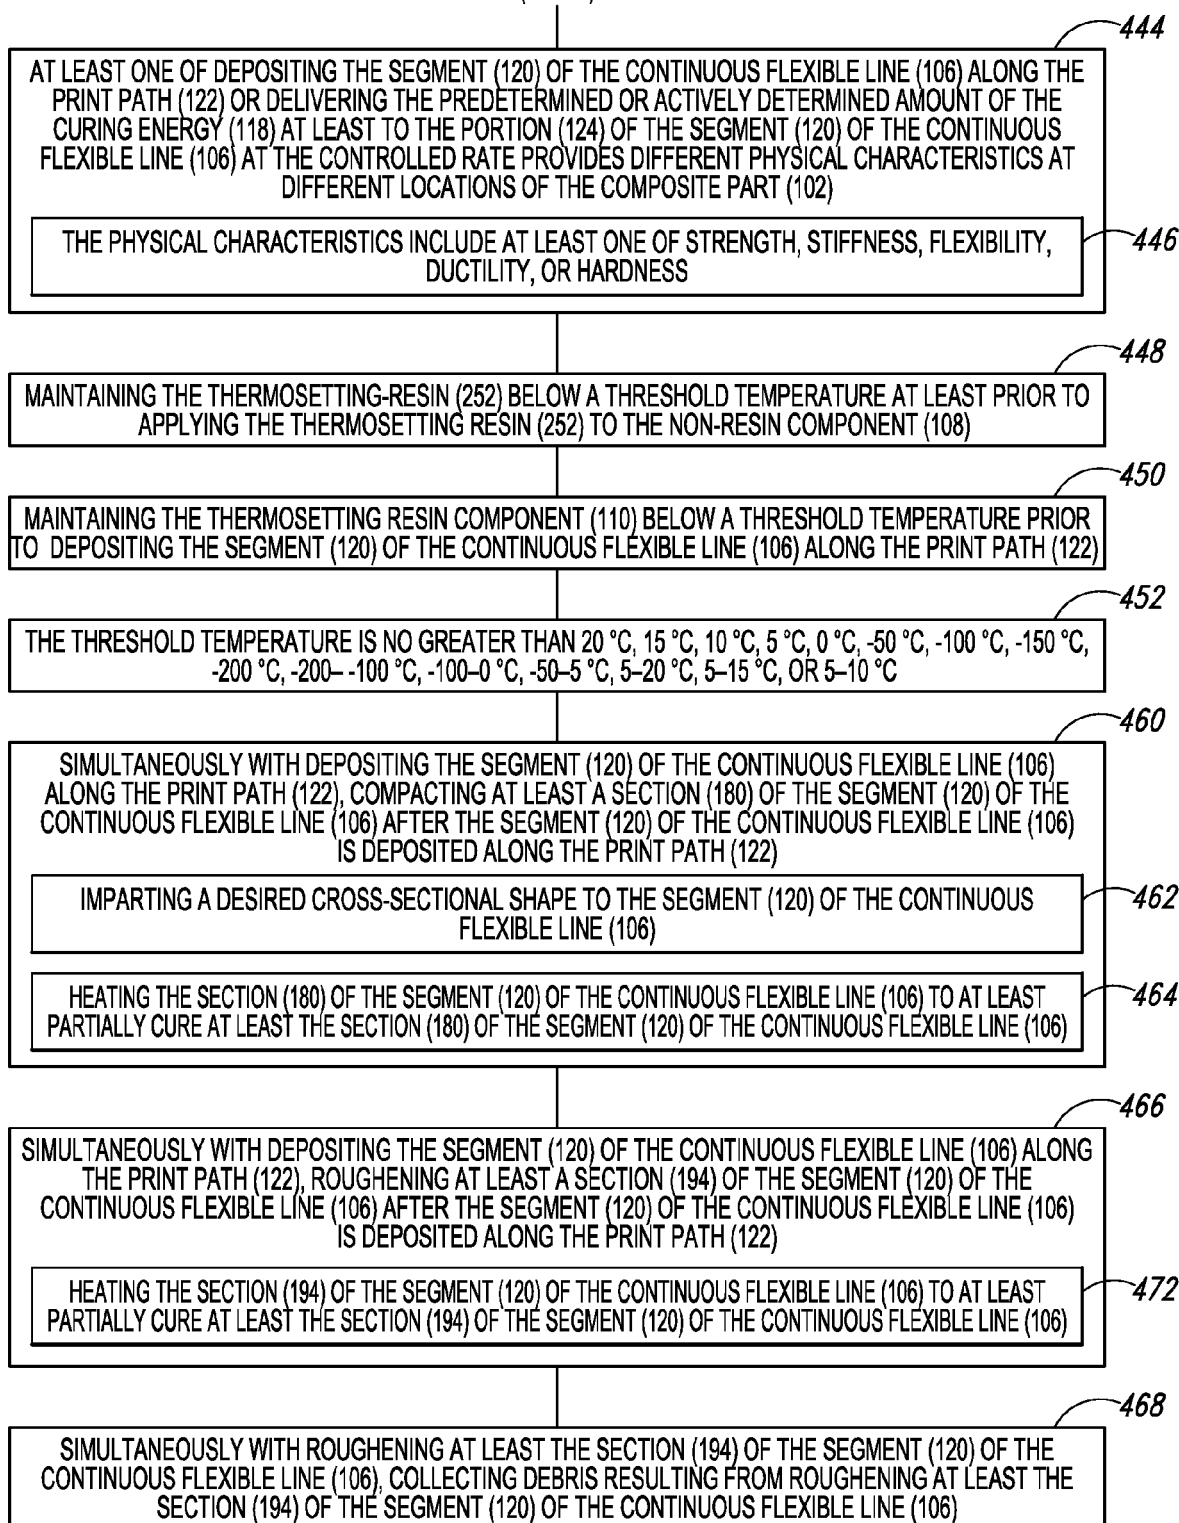 444
AT LEAST ONE OF DEPOSITING THE SEGMENT (120) OF THE CONTINUOUS FLEXIBLE LINE (106) ALONG THE
PRINT PATH (122) OR DELIVERING THE PREDETERMINED OR ACTIVELY DETERMINED AMOUNT OF THE
CURING ENERGY (118) AT LEAST TO THE PORTION (124) OF THE SEGMENT (120) OF THE CONTINUOUS
FLEXIBLE LINE (106) AT THE CONTROLLED RATE PROVIDES DIFFERENT PHYSICAL CHARACTERISTICS AT
DIFFERENT LOCATIONS OF THE COMPOSITE PART (102)
THE PHYSICAL CHARACTERISTICS INCLUDE AT LEAST ONE OF STRENGTH, STIFFNESS, FLEXIBILITY,
DUCTILITY, OR HARDNESS
446
448
MAINTAINING THE THERMOSETTING-RESIN (252) BELOW A THRESHOLD TEMPERATURE AT LEAST PRIOR TO
APPLYING THE THERMOSETTING RESIN (252) TO THE NON-RESIN COMPONENT (108)
450
MAINTAINING THE THERMOSETTING RESIN COMPONENT (110) BELOW A THRESHOLD TEMPERATURE PRIOR
TO DEPOSITING THE SEGMENT (120) OF THE CONTINUOUS FLEXIBLE LINE (106) ALONG THE PRINT PATH (122)
452
THE THRESHOLD TEMPERATURE IS NO GREATER THAN 20 °C, 15 °C, 10 °C, 5 °C, 0 °C, -50 °C, -100 °C, -150 °C,
-200 °C, -200– -100 °C, -100–0 °C, -50–5 °C, 5–20 °C, 5–15 °C, OR 5–10 °C
460
SIMULTANEOUSLY WITH DEPOSITING THE SEGMENT (120) OF THE CONTINUOUS FLEXIBLE LINE (106)
ALONG THE PRINT PATH (122), COMPACTING AT LEAST A SECTION (180) OF THE SEGMENT (120) OF THE
CONTINUOUS FLEXIBLE LINE (106) AFTER THE SEGMENT (120) OF THE CONTINUOUS FLEXIBLE LINE (106)
IS DEPOSITED ALONG THE PRINT PATH (122)
IMPARTING A DESIRED CROSS-SECTIONAL SHAPE TO THE SEGMENT (120) OF THE CONTINUOUS
FLEXIBLE LINE (106)
462
HEATING THE SECTION (180) OF THE SEGMENT (120) OF THE CONTINUOUS FLEXIBLE LINE (106) TO AT LEAST
PARTIALLY CURE AT LEAST THE SECTION (180) OF THE SEGMENT (120) OF THE CONTINUOUS FLEXIBLE LINE (106)
464
466
SIMULTANEOUSLY WITH DEPOSITING THE SEGMENT (120) OF THE CONTINUOUS FLEXIBLE LINE (106) ALONG
THE PRINT PATH (122), ROUGHENING AT LEAST A SECTION (194) OF THE SEGMENT (120) OF THE
CONTINUOUS FLEXIBLE LINE (106) AFTER THE SEGMENT (120) OF THE CONTINUOUS FLEXIBLE LINE (106)
IS DEPOSITED ALONG THE PRINT PATH (122)
HEATING THE SECTION (194) OF THE SEGMENT (120) OF THE CONTINUOUS FLEXIBLE LINE (106) TO AT LEAST
PARTIALLY CURE AT LEAST THE SECTION (194) OF THE SEGMENT (120) OF THE CONTINUOUS FLEXIBLE LINE (106)
472
468
SIMULTANEOUSLY WITH ROUGHENING AT LEAST THE SECTION (194) OF THE SEGMENT (120) OF THE
CONTINUOUS FLEXIBLE LINE (106), COLLECTING DEBRIS RESULTING FROM ROUGHENING AT LEAST THE
SECTION (194) OF THE SEGMENT (120) OF THE CONTINUOUS FLEXIBLE LINE (106)